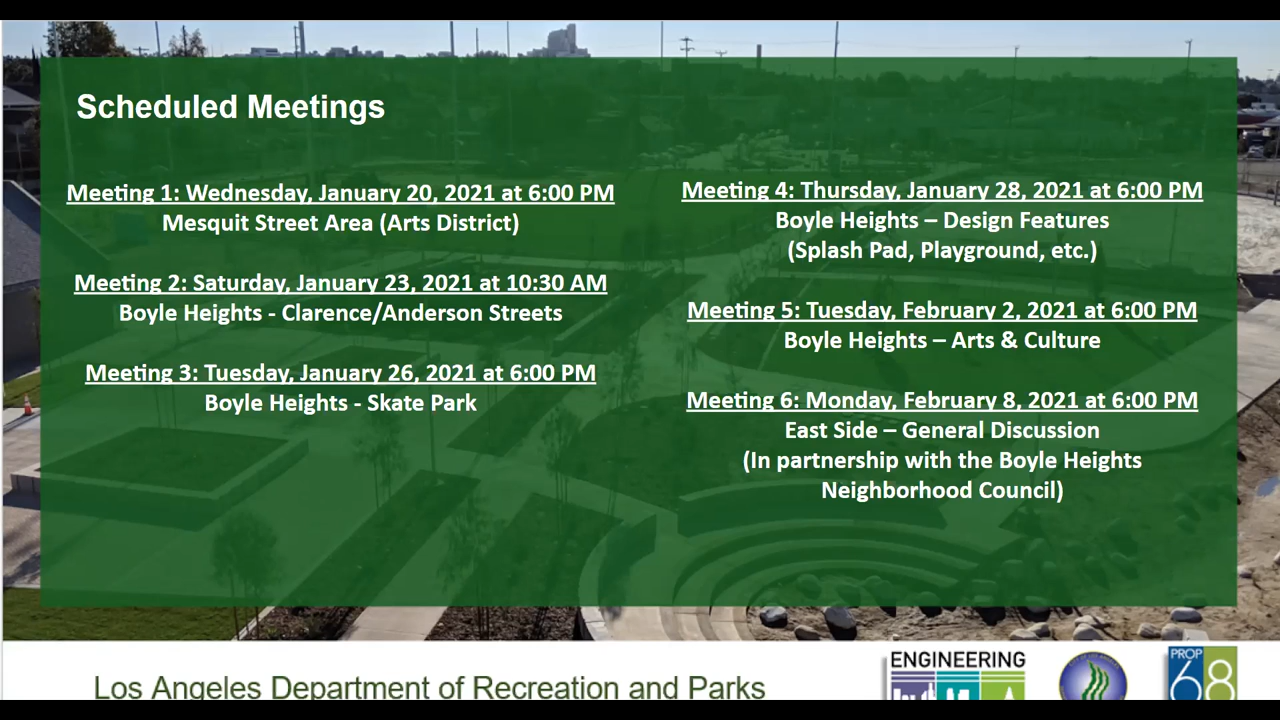 Scheduled Meetings
Meeting 1: Wednesday, January 20, 2021 at 6:00 PM
Mesquit Street Area (Arts District)
Meeting 2: Saturday, January 23, 2021 at 10:30 AM
Boyle Heights - Clarence/Anderson Streets
Meeting 3: Tuesday, January 26, 2021 at 6:00 PM
Boyle Heights - Skate Park
Meeting 4: Thursday, January 28, 2021 at 6:00 PM
Boyle Heights – Design Features
(Splash Pad, Playground, etc.)
Meeting 5: Tuesday, February 2, 2021 at 6:00 PM
Boyle Heights – Arts & Culture
Meeting 6: Monday, February 8, 2021 at 6:00 PM
East Side – General Discussion
(In partnership with the Boyle Heights
Neighborhood Council)
Los Angeles Department of Recreation and Parks
ENGINEERING
PROP
68